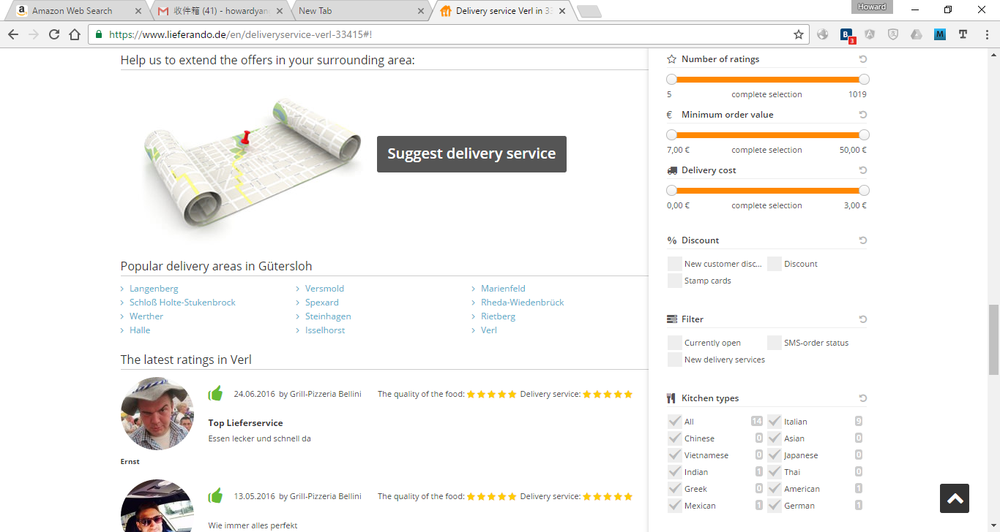 Amazon Web Search
收件箱 (41) - howardyan
New Tab
Delivery service Verl in 33
Howard
https://www.lieferando.de/en/deliveryservice-verl-33415#!
3
Help us to extend the offers in your surrounding area:
Suggest delivery service
Popular delivery areas in Gütersloh
Langenberg
Versmold
Marienfeld
Schloß Holte-Stukenbrock
Spexard
Rheda-Wiedenbrück
Werther
Steinhagen
Rietberg
Halle
Isselhorst
Verl
The latest ratings in Verl
24.06.2016 by Grill-Pizzeria Bellini The quality of the food: Delivery service:
Top Lieferservice
Essen lecker und schnell da
Ernst
13.05.2016 by Grill-Pizzeria Bellini The quality of the food: Delivery service:
Wie immer alles perfekt
Number of ratings
5 complete selection 1019
€ Minimum order value
7,00 € complete selection 50,00 €
Delivery cost
0,00 € complete selection 3,00 €
% Discount
New customer disc... Discount
Stamp cards
Filter
Currently open SMS-order status
New delivery services
Kitchen types
All 14 Italian 9
Chinese 0 Asian 0
Vietnamese 0 Japanese 0
Indian 1 Thai 0
Greek 0 American 1
Mexican 1 German 1